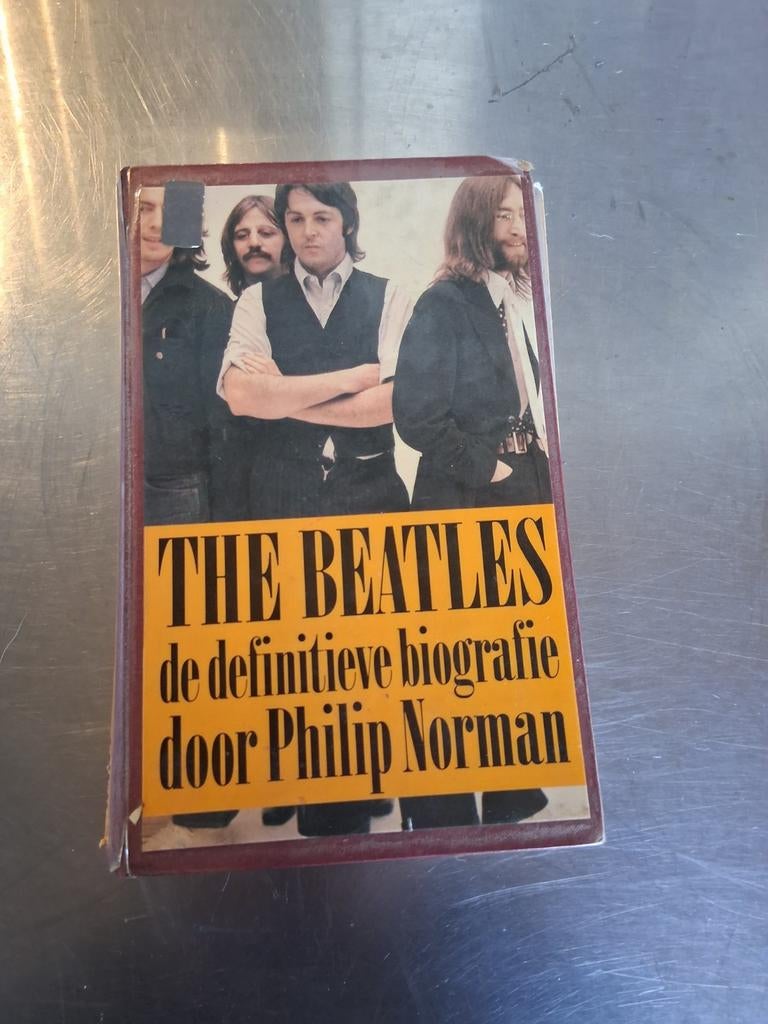 THE BEATLES
de definitieve biografie
door Philip Norman